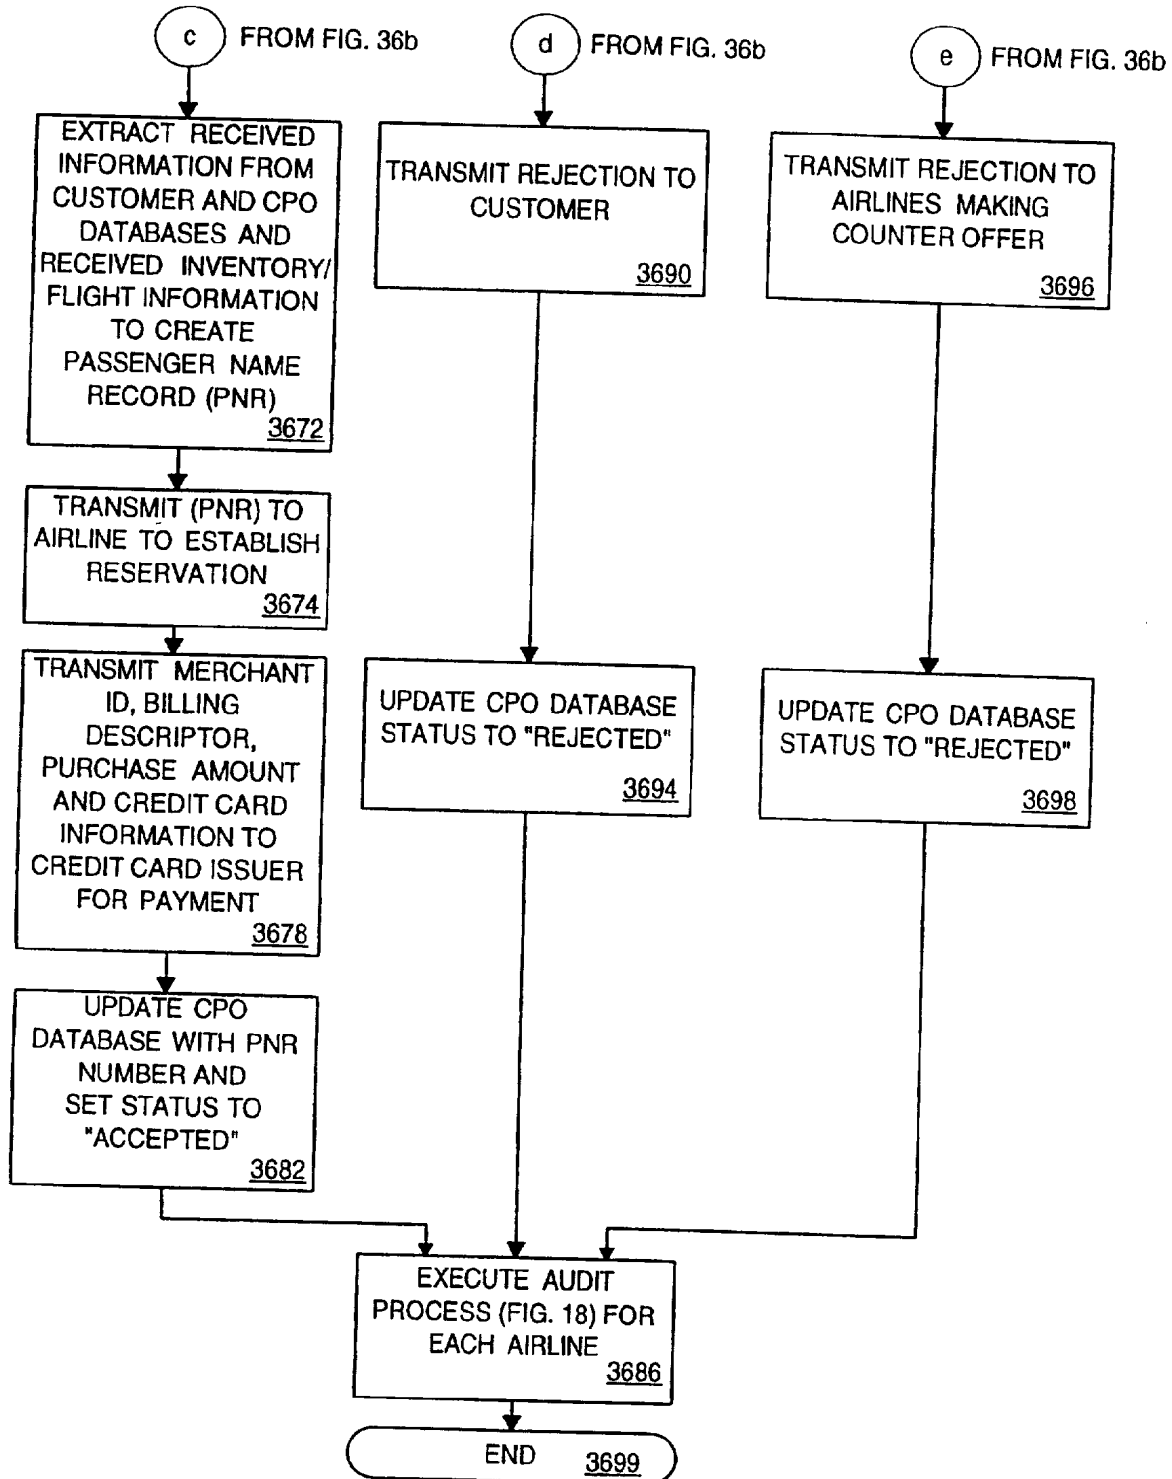 c FROM FIG. 36b
d FROM FIG. 36b
e FROM FIG. 36b
EXTRACT RECEIVED
INFORMATION FROM
CUSTOMER AND CPO
DATABASES AND
RECEIVED INVENTORY/
FLIGHT INFORMATION
TO CREATE
PASSENGER NAME
RECORD (PNR)
3672
TRANSMIT (PNR) TO
AIRLINE TO ESTABLISH
RESERVATION
3674
TRANSMIT MERCHANT
ID, BILLING
DESCRIPTOR,
PURCHASE AMOUNT
AND CREDIT CARD
INFORMATION TO
CREDIT CARD ISSUER
FOR PAYMENT
3678
UPDATE CPO
DATABASE WITH PNR
NUMBER AND
SET STATUS TO
"ACCEPTED"
3682
TRANSMIT REJECTION TO
CUSTOMER
3690
UPDATE CPO DATABASE
STATUS TO "REJECTED"
3694
TRANSMIT REJECTION TO
AIRLINES MAKING
COUNTER OFFER
3696
UPDATE CPO DATABASE
STATUS TO "REJECTED"
3698
EXECUTE AUDIT
PROCESS (FIG. 18) FOR
EACH AIRLINE
3686
END 3699